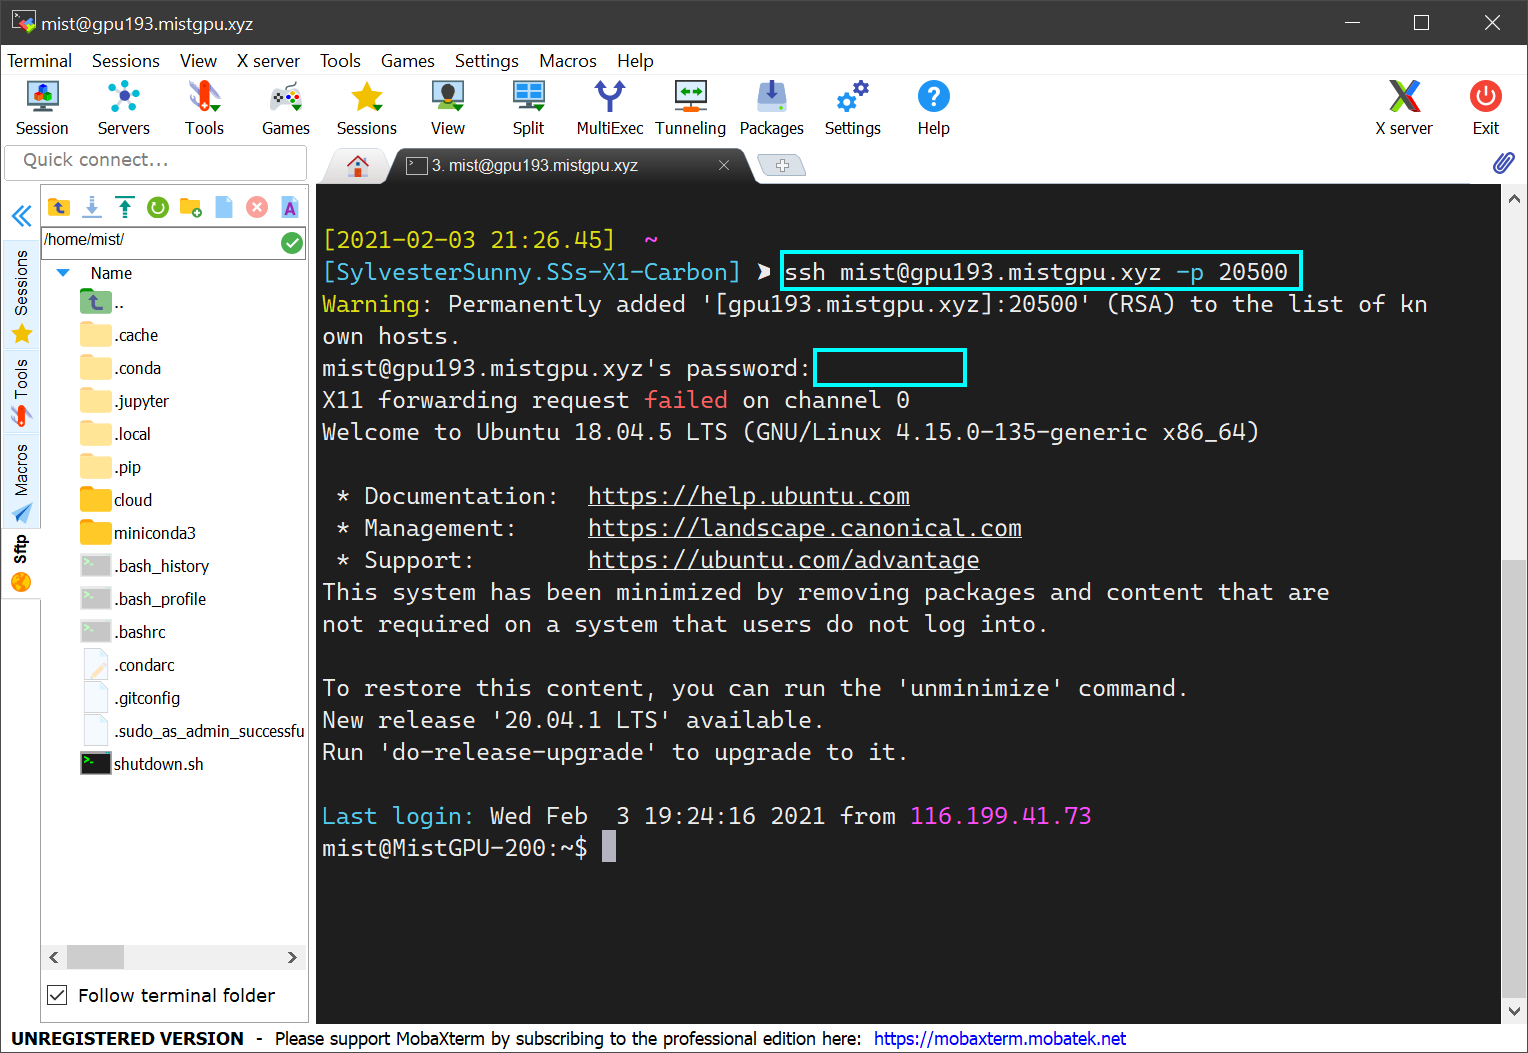 mist@gpu193.mistgpu.xyz
Terminal Sessions View X server Tools Games Settings Macros Help
Session Servers Tools Games Sessions View Split MultiExec Tunneling Packages Settings Help X server Exit
Quick connect...
3. mist@gpu193.mistgpu.xyz
/home/mist/
Name
..
.cache
.conda
.jupyter
.local
.pip
cloud
miniconda3
.bash_history
.bash_profile
.bashrc
.condarc
.gitconfig
.sudo_as_admin_successfu
shutdown.sh
Follow terminal folder
Sessions
Tools
Macros
Sftp
[2021-02-03 21:26.45]  ~
[SylvesterSunny.SSs-X1-Carbon] ➤ ssh mist@gpu193.mistgpu.xyz -p 20500
Warning: Permanently added '[gpu193.mistgpu.xyz]:20500' (RSA) to the list of kn
own hosts.
mist@gpu193.mistgpu.xyz's password:
X11 forwarding request failed on channel 0
Welcome to Ubuntu 18.04.5 LTS (GNU/Linux 4.15.0-135-generic x86_64)
* Documentation:  https://help.ubuntu.com
* Management:     https://landscape.canonical.com
* Support:        https://ubuntu.com/advantage
This system has been minimized by removing packages and content that are
not required on a system that users do not log into.
To restore this content, you can run the 'unminimize' command.
New release '20.04.1 LTS' available.
Run 'do-release-upgrade' to upgrade to it.
Last login: Wed Feb  3 19:24:16 2021 from 116.199.41.73
mist@MistGPU-200:~$
UNREGISTERED VERSION - Please support MobaXterm by subscribing to the professional edition here: https://mobaxterm.mobatek.net